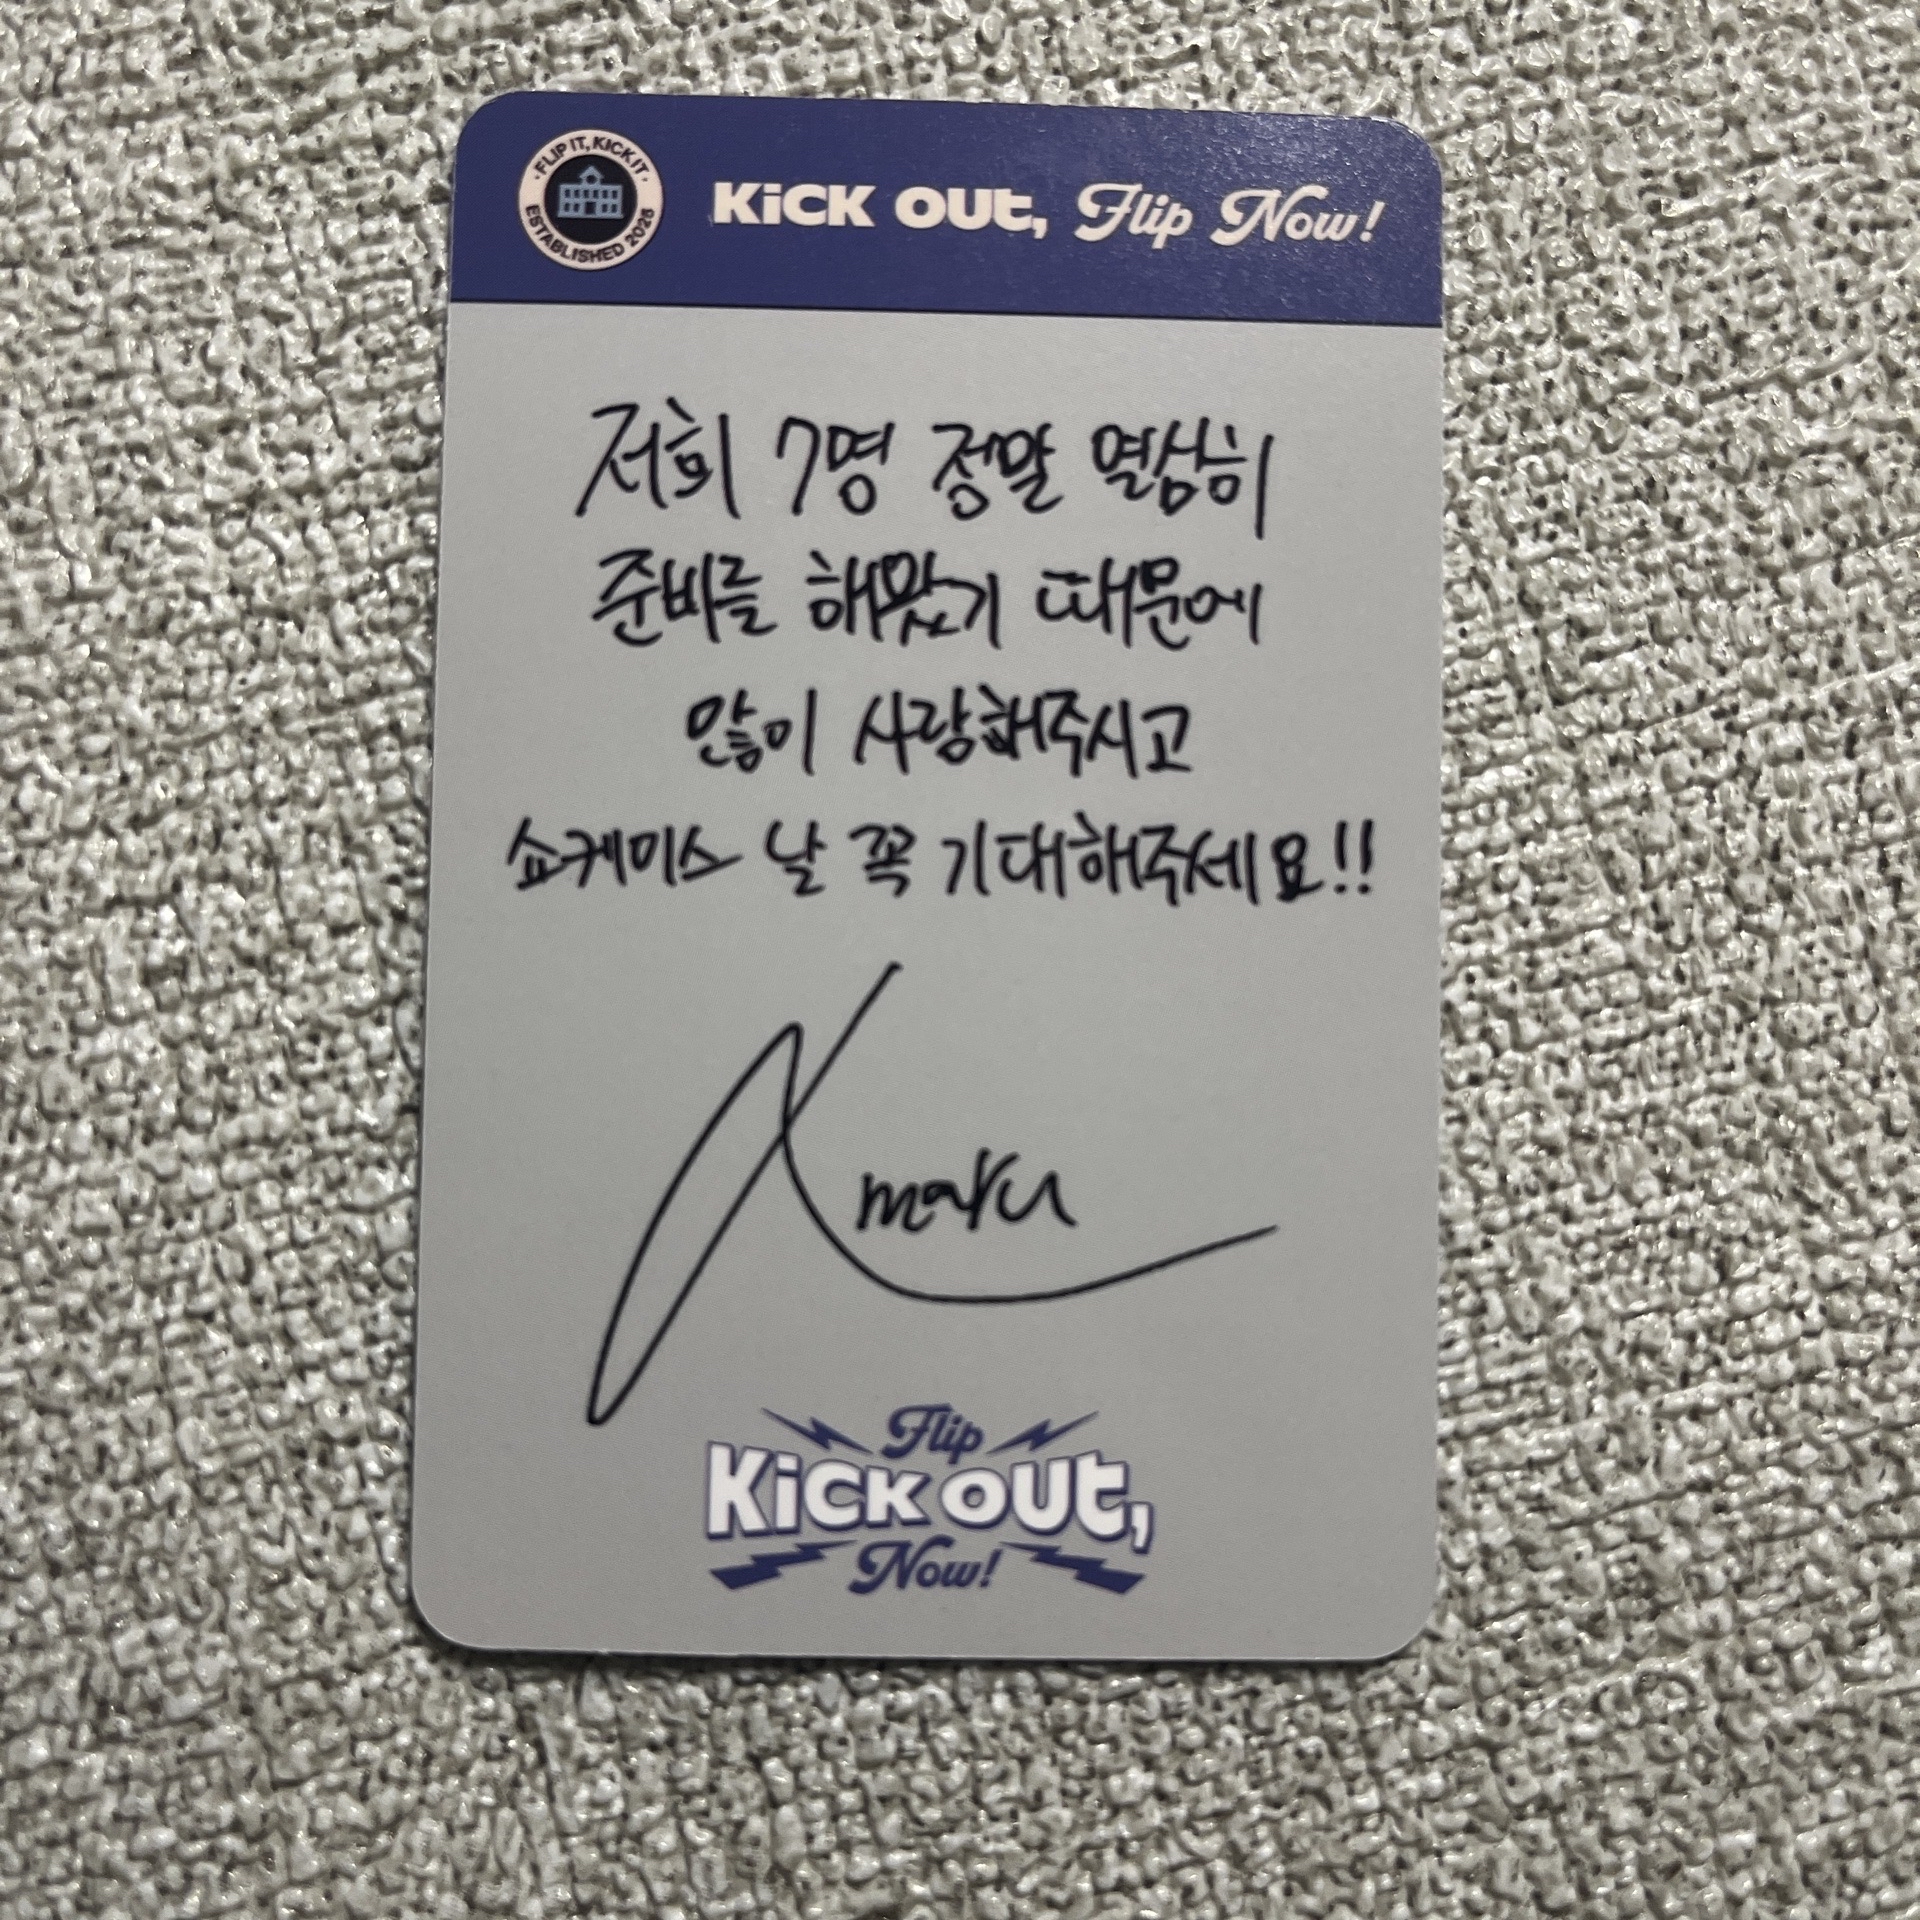 ·FLIP IT, KICK IT·
ESTABLISHED 2025
KiCK OUt, Flip Now!
저희 7명 정말 열심히
준비를 해왔기 때문에
많이 사랑해주시고
쇼케이스 날 꼭 기대해주세요!!
Amaru
Flip
KiCK OUt,
Now!